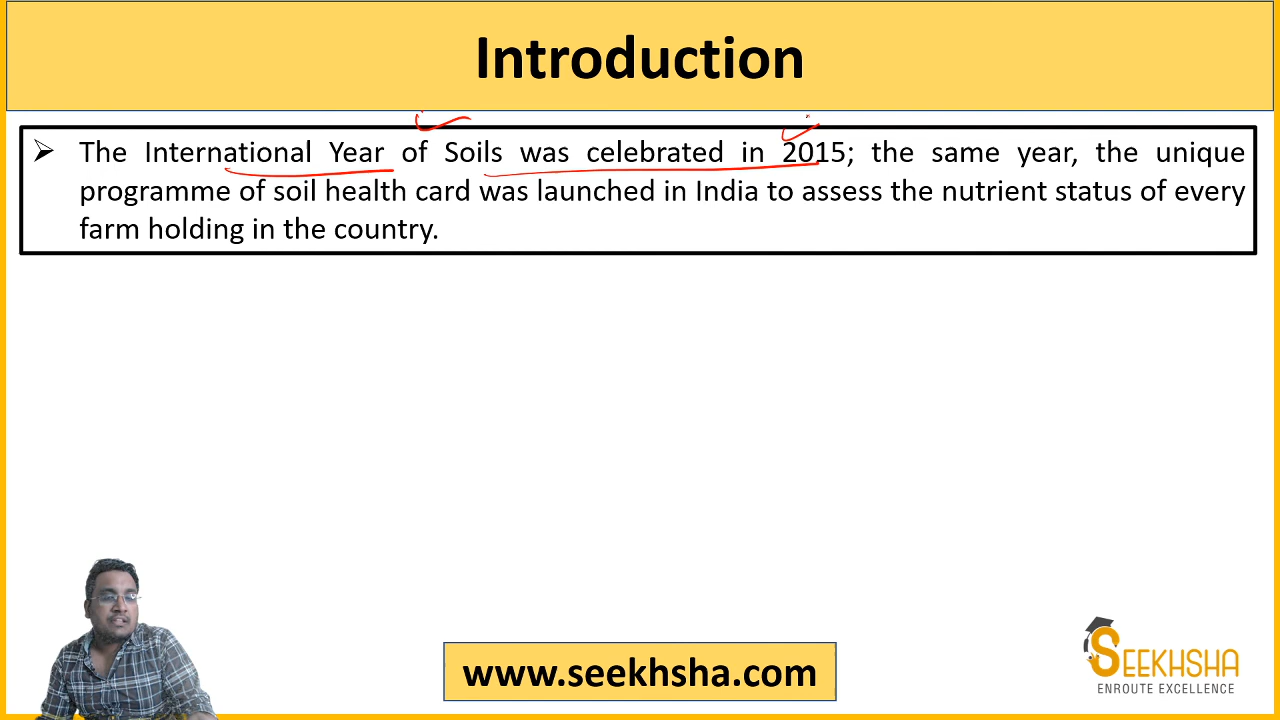 Introduction
➢ The International Year of Soils was celebrated in 2015; the same year, the unique
programme of soil health card was launched in India to assess the nutrient status of every
farm holding in the country.
www.seekhsha.com
SEEKHSHA
ENROUTE EXCELLENCE